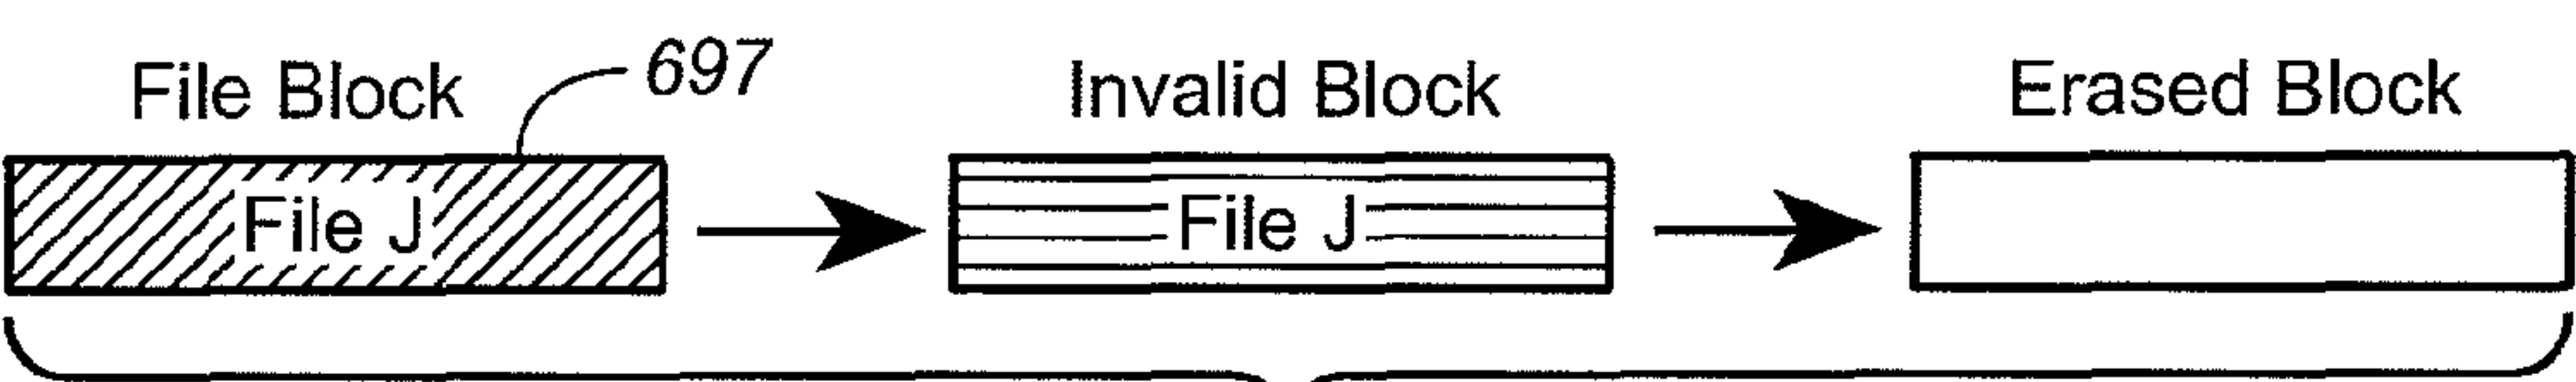 File Block
697
Invalid Block
Erased Block
File J
File J